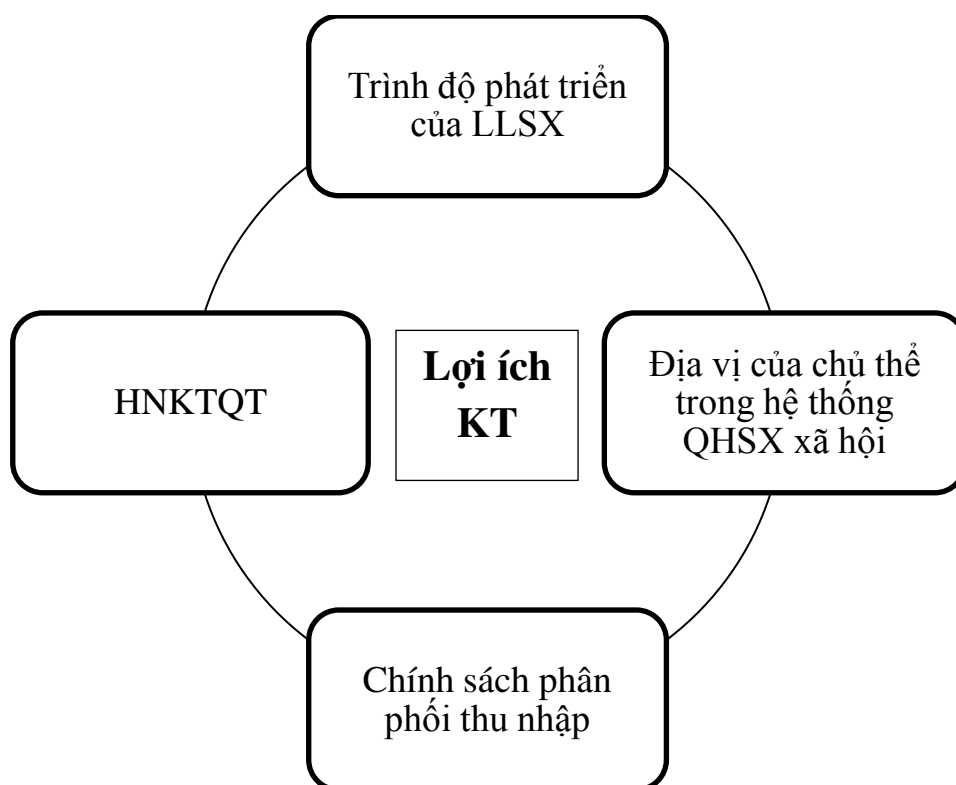 Trình độ phát triển
của LLSX
HNKTQT
Lợi ích
KT
Địa vị của chủ thể
trong hệ thống
QHSX xã hội
Chính sách phân
phối thu nhập